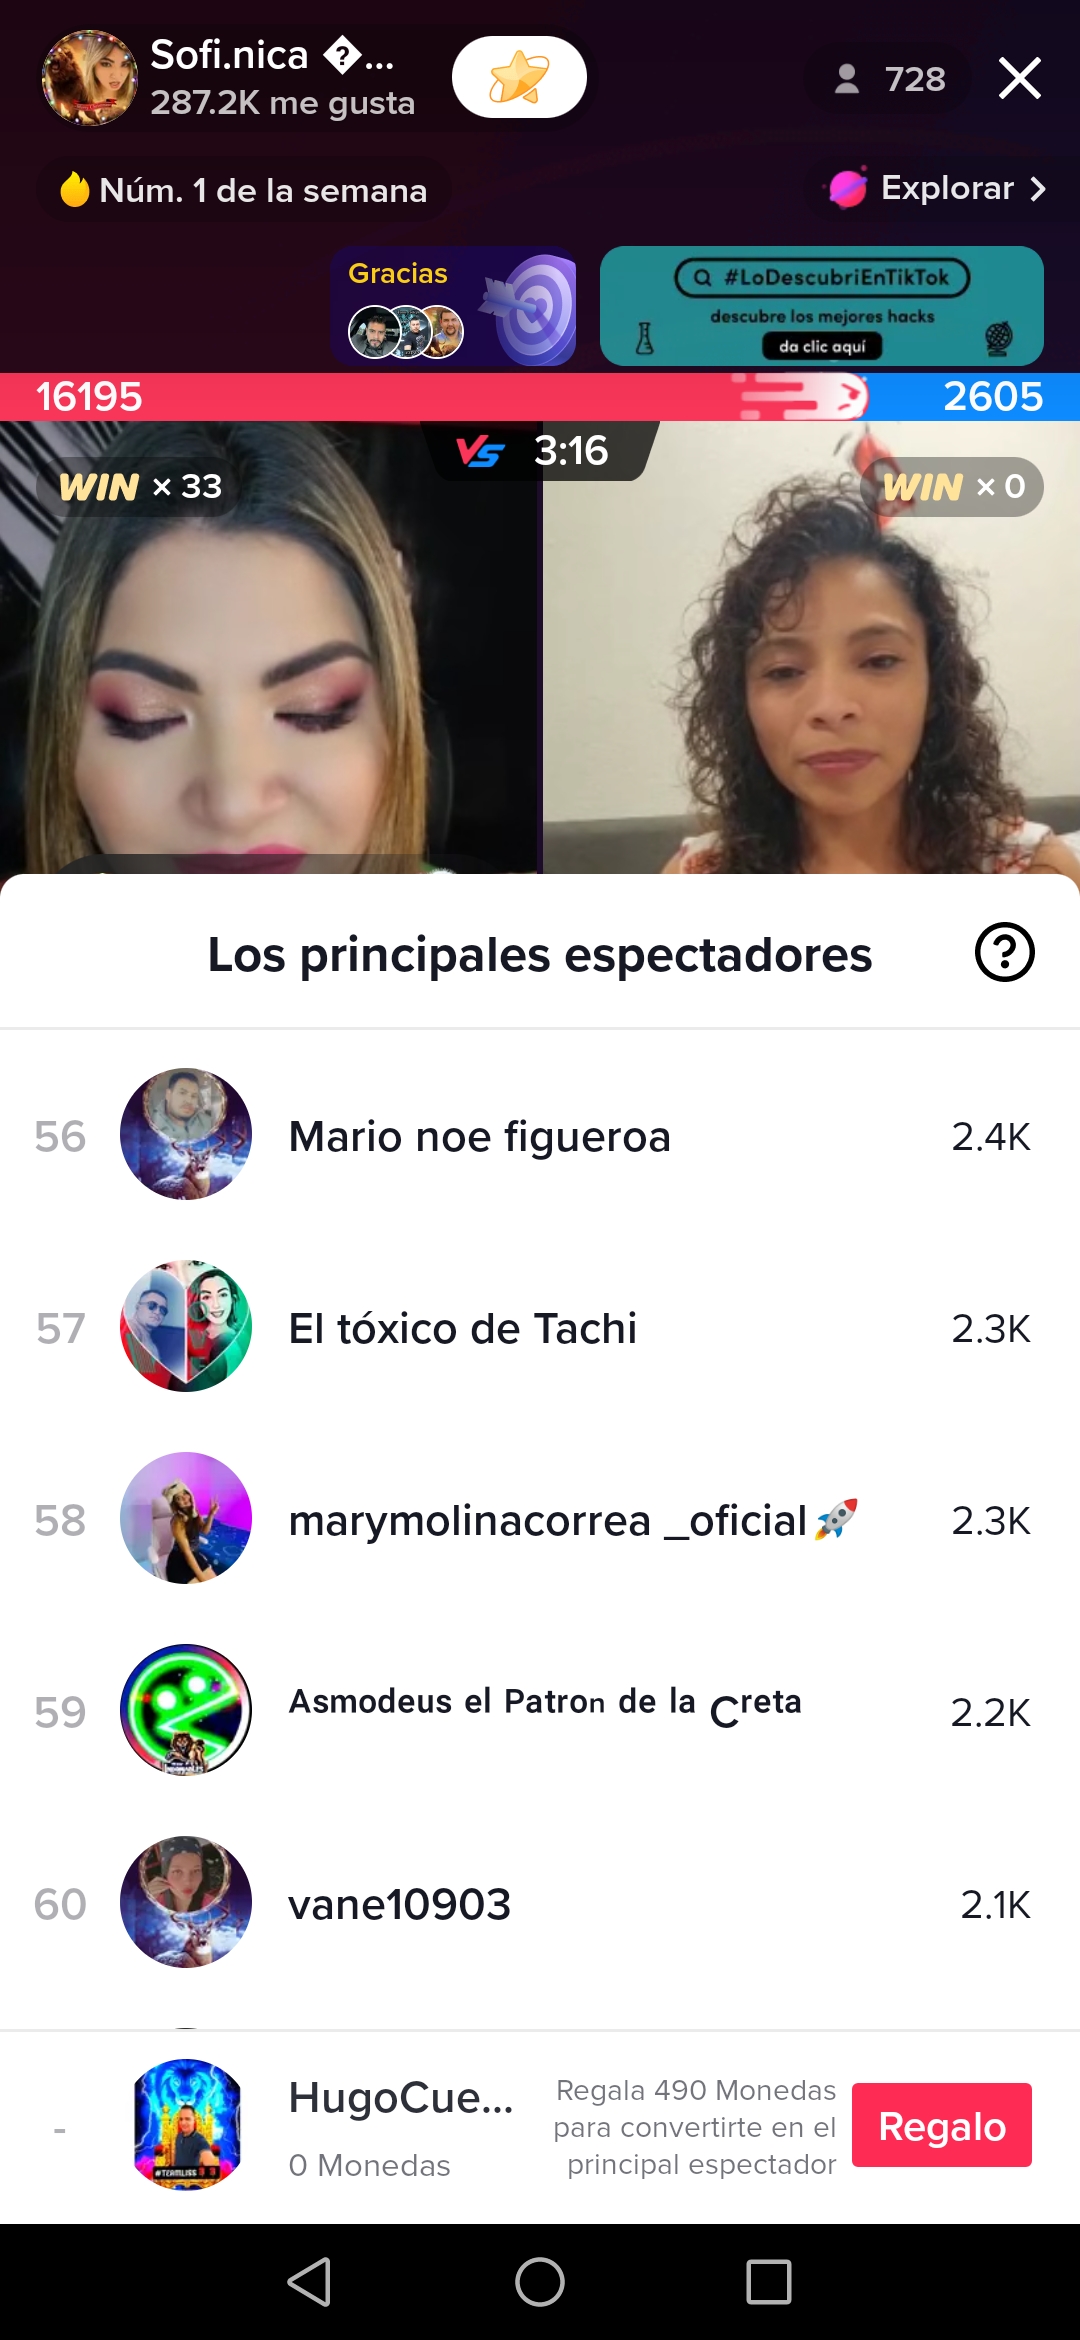 Sofi.nica �...
287.2K me gusta
728
Núm. 1 de la semana
Explorar
Gracias
#LoDescubriEnTikTok
descubre los mejores hacks
da clic aquí
16195
2605
VS 3:16
WIN × 33
WIN × 0
Los principales espectadores
56 Mario noe figueroa 2.4K
57 El tóxico de Tachi 2.3K
58 marymolinacorrea _oficial🚀 2.3K
59 ᴬsmodeus el Patron de la Creta 2.2K
60 vane10903 2.1K
- HugoCue...
0 Monedas
Regala 490 Monedas
para convertirte en el
principal espectador
Regalo
#TEAMLISS